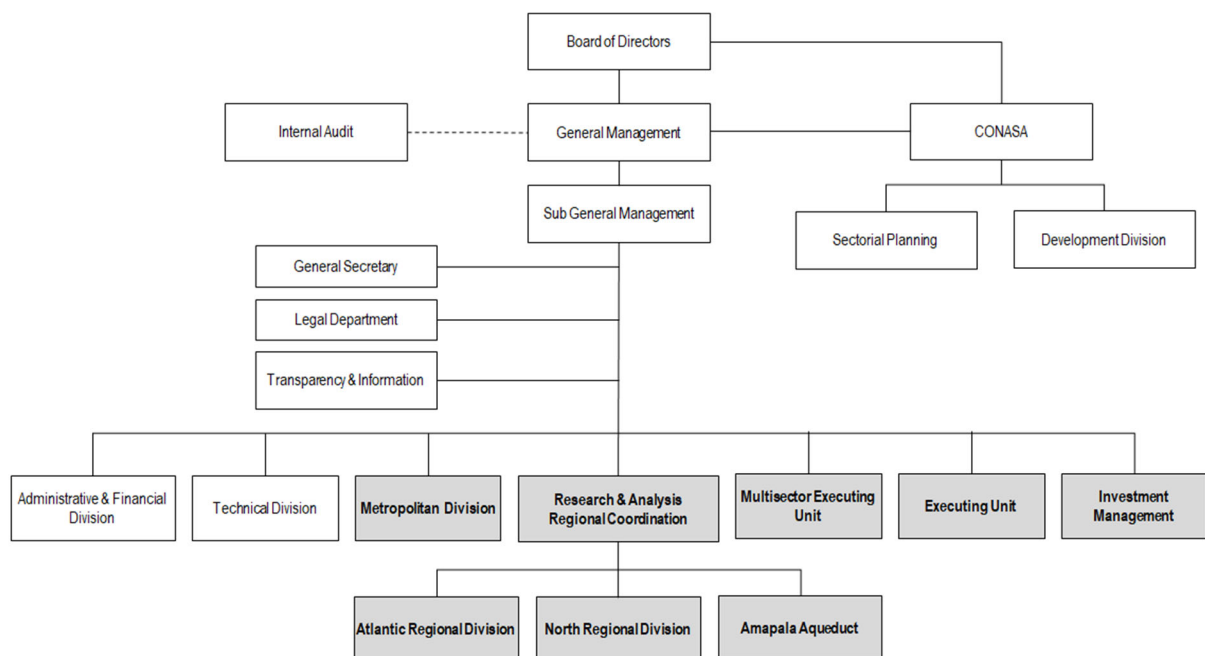 Board of Directors
Internal Audit
General Management
CONASA
Sub General Management
Sectorial Planning
Development Division
General Secretary
Legal Department
Transparency & Information
Administrative & Financial
Division
Technical Division
Metropolitan Division
Research & Analysis
Regional Coordination
Multisector Executing
Unit
Executing Unit
Investment
Management
Atlantic Regional Division
North Regional Division
Amapala Aqueduct